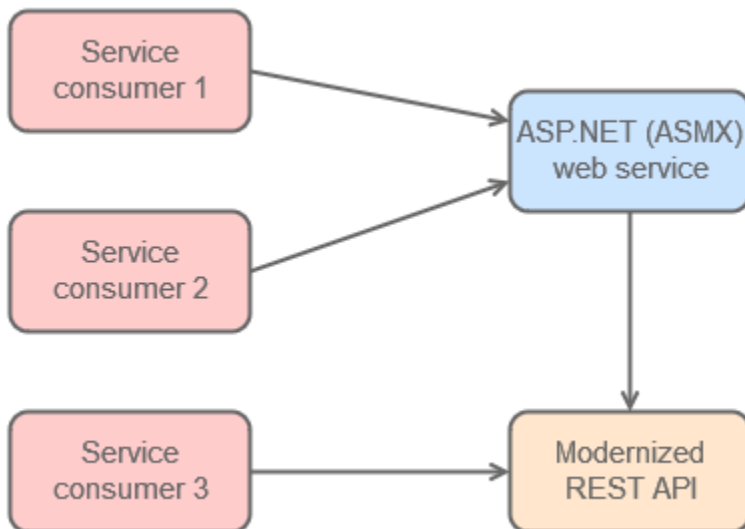 Service
consumer 1
ASP.NET (ASMX)
web service
Service
consumer 2
Service
consumer 3
Modernized
REST API